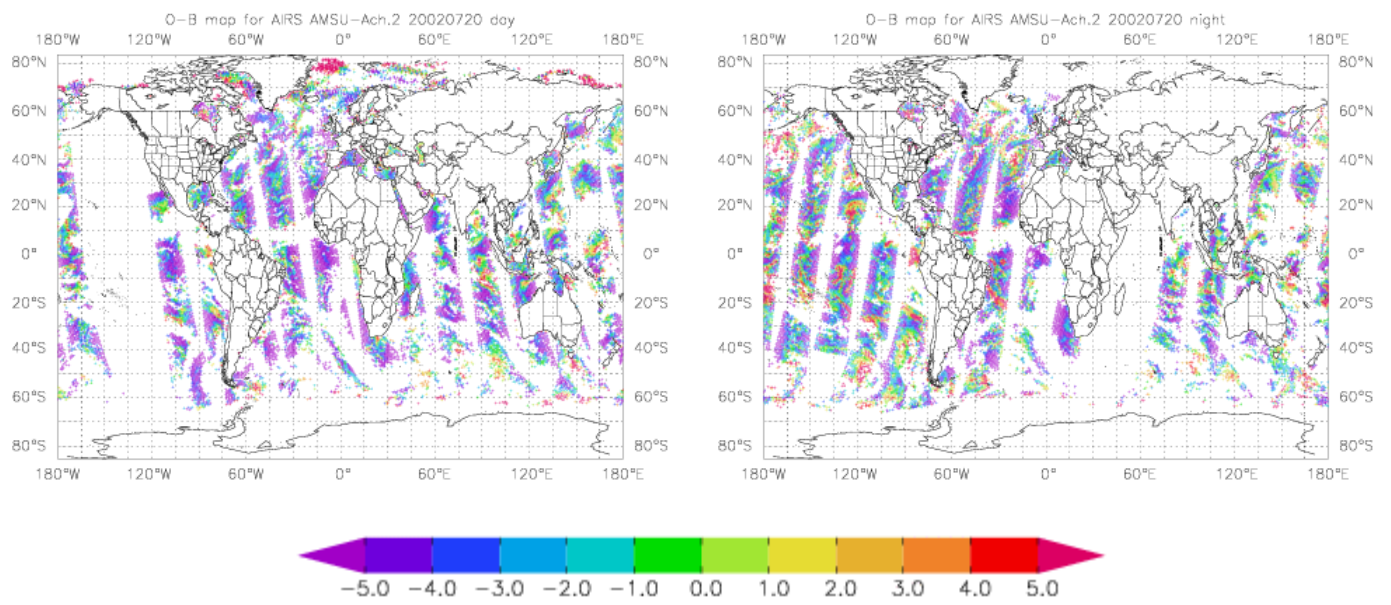 O-B map for AIRS AMSU-Ach.2 20020720 day
180°W 120°W 60°W 0° 60°E 120°E 180°E
80°N 80°N
60°N 60°N
40°N 40°N
20°N 20°N
0° 0°
20°S 20°S
40°S 40°S
60°S 60°S
80°S 80°S
180°W 120°W 60°W 0° 60°E 120°E 180°E
O-B map for AIRS AMSU-Ach.2 20020720 night
180°W 120°W 60°W 0° 60°E 120°E 180°E
80°N 80°N
60°N 60°N
40°N 40°N
20°N 20°N
0° 0°
20°S 20°S
40°S 40°S
60°S 60°S
80°S 80°S
180°W 120°W 60°W 0° 60°E 120°E 180°E
-5.0 -4.0 -3.0 -2.0 -1.0 0.0 1.0 2.0 3.0 4.0 5.0